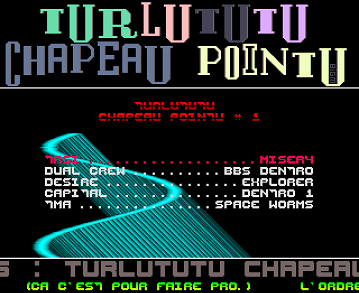 TURLUTUTU
CHAPEAU POINTU
TURLUTUTU
CHAPEAU POINTU " 1
TRSI ..................... MISERY
DUAL CREW .......... BBS DENTRO
DESIRE .................. EXPLORER
CAPITAL .............. DENTRO 1
TMA ................ SPACE WORMS
S : TURLUTUTU CHAPEAU
(CA C'EST POUR FAIRE PRO.) L'ORDRE